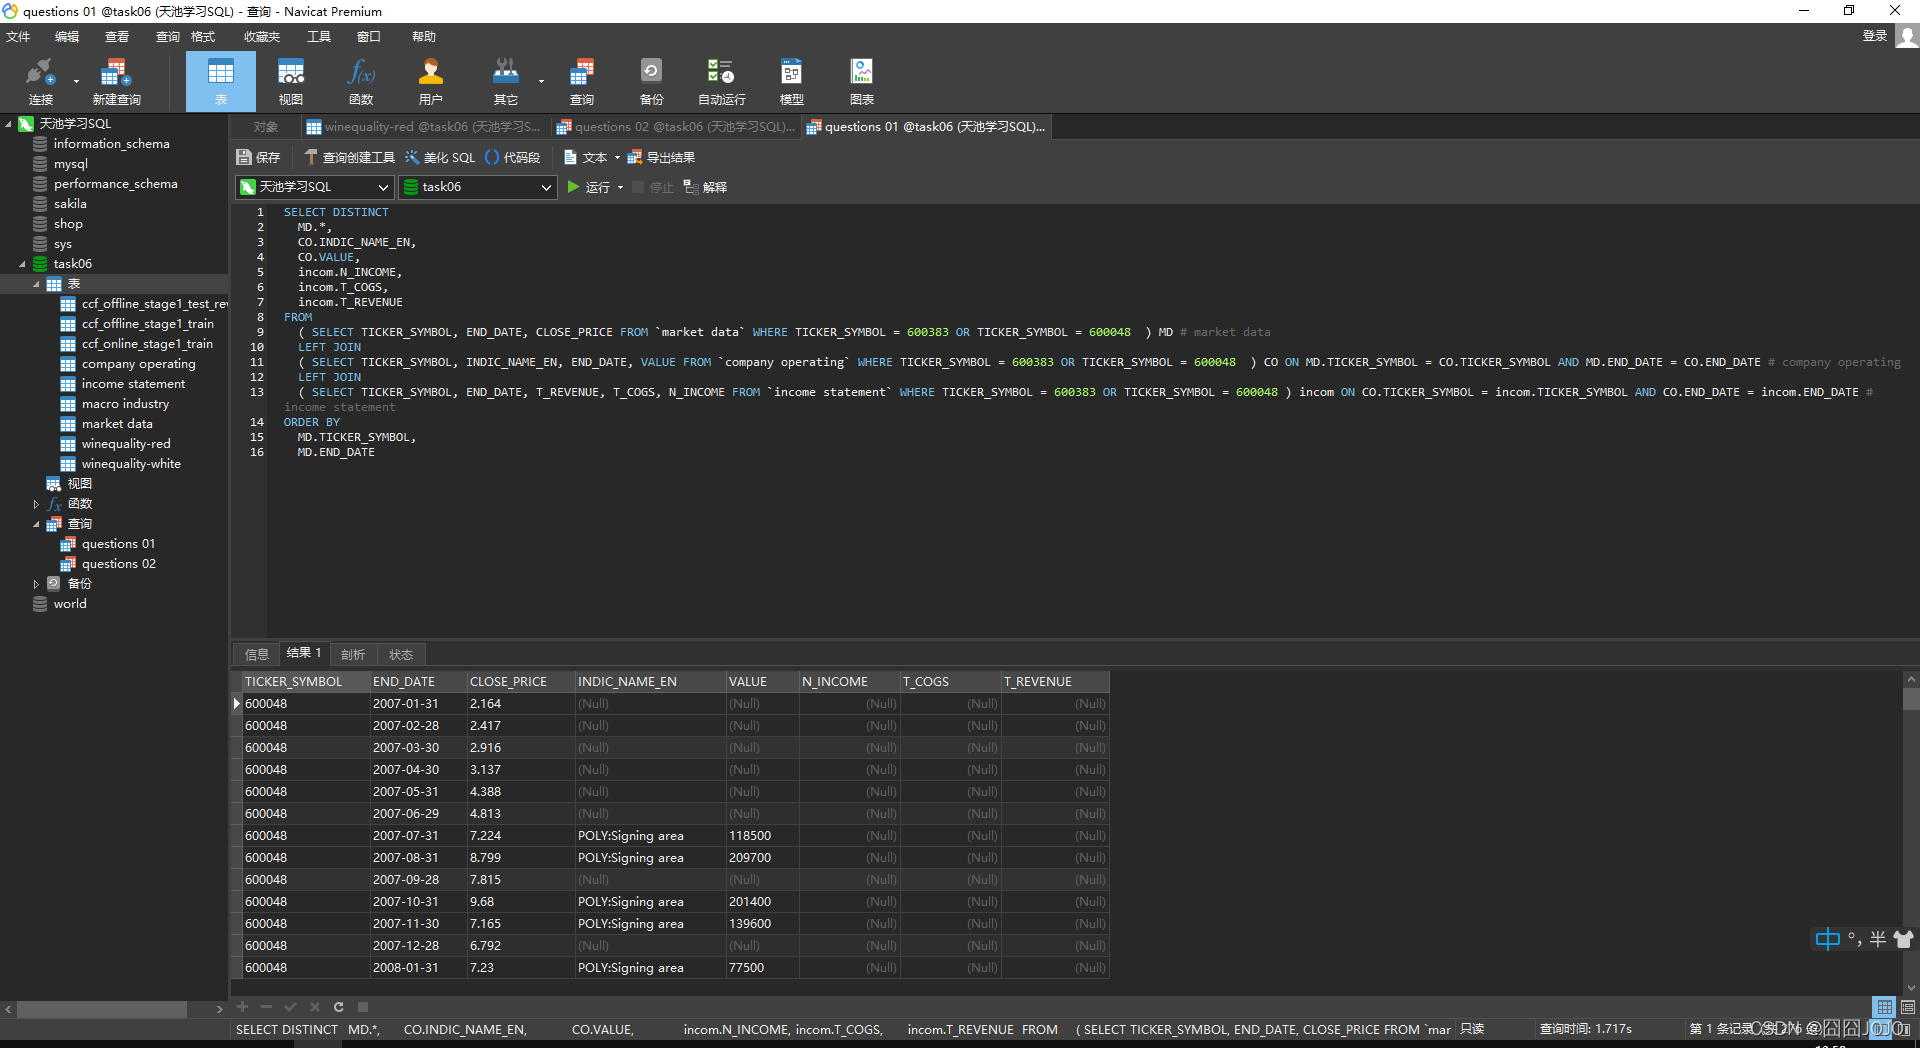 questions 01 @task06 (天池学习SQL) - 查询 - Navicat Premium
文件 编辑 查看 查询 格式 收藏夹 工具 窗口 帮助 登录
连接 新建查询 表 视图 函数 用户 其它 查询 备份 自动运行 模型 图表
天池学习SQL
information_schema
mysql
performance_schema
sakila
shop
sys
task06
表
ccf_offline_stage1_test_rev
ccf_offline_stage1_train
ccf_online_stage1_train
company operating
income statement
macro industry
market data
winequality-red
winequality-white
视图
函数
查询
questions 01
questions 02
备份
world
对象 winequality-red @task06 (天池学习S... questions 02 @task06 (天池学习SQL)... questions 01 @task06 (天池学习SQL)...
保存 查询创建工具 美化 SQL 代码段 文本 导出结果
天池学习SQL task06 运行 停止 解释
1 SELECT DISTINCT
2 MD.*,
3 CO.INDIC_NAME_EN,
4 CO.VALUE,
5 incom.N_INCOME,
6 incom.T_COGS,
7 incom.T_REVENUE
8 FROM
9 ( SELECT TICKER_SYMBOL, END_DATE, CLOSE_PRICE FROM `market data` WHERE TICKER_SYMBOL = 600383 OR TICKER_SYMBOL = 600048 ) MD # market data
10 LEFT JOIN
11 ( SELECT TICKER_SYMBOL, INDIC_NAME_EN, END_DATE, VALUE FROM `company operating` WHERE TICKER_SYMBOL = 600383 OR TICKER_SYMBOL = 600048 ) CO ON MD.TICKER_SYMBOL = CO.TICKER_SYMBOL AND MD.END_DATE = CO.END_DATE # company operating
12 LEFT JOIN
13 ( SELECT TICKER_SYMBOL, END_DATE, T_REVENUE, T_COGS, N_INCOME FROM `income statement` WHERE TICKER_SYMBOL = 600383 OR TICKER_SYMBOL = 600048 ) incom ON CO.TICKER_SYMBOL = incom.TICKER_SYMBOL AND CO.END_DATE = incom.END_DATE #
income statement
14 ORDER BY
15 MD.TICKER_SYMBOL,
16 MD.END_DATE
信息 结果 1 剖析 状态
TICKER_SYMBOL END_DATE CLOSE_PRICE INDIC_NAME_EN VALUE N_INCOME T_COGS T_REVENUE
600048 2007-01-31 2.164 (Null) (Null) (Null) (Null) (Null)
600048 2007-02-28 2.417 (Null) (Null) (Null) (Null) (Null)
600048 2007-03-30 2.916 (Null) (Null) (Null) (Null) (Null)
600048 2007-04-30 3.137 (Null) (Null) (Null) (Null) (Null)
600048 2007-05-31 4.388 (Null) (Null) (Null) (Null) (Null)
600048 2007-06-29 4.813 (Null) (Null) (Null) (Null) (Null)
600048 2007-07-31 7.224 POLY:Signing area 118500 (Null) (Null) (Null)
600048 2007-08-31 8.799 POLY:Signing area 209700 (Null) (Null) (Null)
600048 2007-09-28 7.815 (Null) (Null) (Null) (Null) (Null)
600048 2007-10-31 9.68 POLY:Signing area 201400 (Null) (Null) (Null)
600048 2007-11-30 7.165 POLY:Signing area 139600 (Null) (Null) (Null)
600048 2007-12-28 6.792 (Null) (Null) (Null) (Null) (Null)
600048 2008-01-31 7.23 POLY:Signing area 77500 (Null) (Null) (Null)
中 °, 半
SELECT DISTINCT MD.*, CO.INDIC_NAME_EN, CO.VALUE, incom.N_INCOME, incom.T_COGS, incom.T_REVENUE FROM ( SELECT TICKER_SYMBOL, END_DATE, CLOSE_PRICE FROM `mar 只读 查询时间: 1.717s 第 1 条记录
CSDN @囧囧JOJO